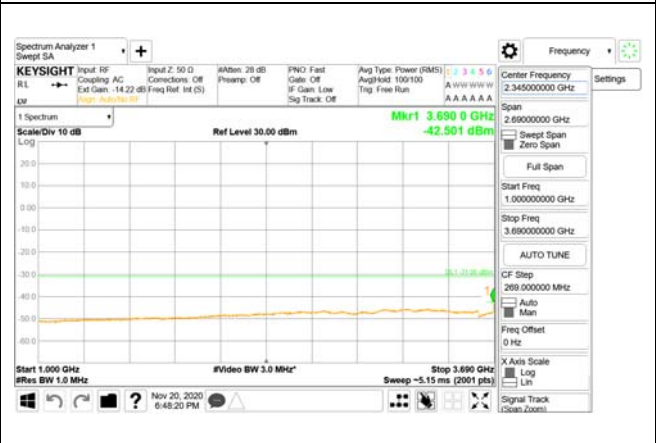 Spectrum Analyzer 1
Swept SA
Frequency
KEYSIGHT
RL
Input: RF
Coupling: AC
Ext Gain: -14.22 dB
Align: Auto/No RF
Input Z: 50 Ω
Corrections: Off
Freq Ref: Int (S)
#Atten: 28 dB
Preamp: Off
PNO: Fast
Gate: Off
IF Gain: Low
Sig Track: Off
Avg Type: Power (RMS)
Avg|Hold: 100/100
Trig: Free Run
1 2 3 4 5 6
A W W W W W
A A A A A A
1 Spectrum
Scale/Div 10 dB
Log
Ref Level 30.00 dBm
Mkr1 3.690 0 GHz
-42.501 dBm
20.0
10.0
0.00
-10.0
-20.0
-30.0
-40.0
-50.0
-60.0
1
Start 1.000 GHz
#Res BW 1.0 MHz
#Video BW 3.0 MHz*
Stop 3.690 GHz
Sweep ~5.15 ms (2001 pts)
Nov 20, 2020
6:48:20 PM
Center Frequency
2.345000000 GHz
Settings
Span
2.69000000 GHz
Swept Span
Zero Span
Full Span
Start Freq
1.000000000 GHz
Stop Freq
3.690000000 GHz
AUTO TUNE
CF Step
269.000000 MHz
Auto
Man
Freq Offset
0 Hz
X Axis Scale
Log
Lin
Signal Track
(Span Zoom)